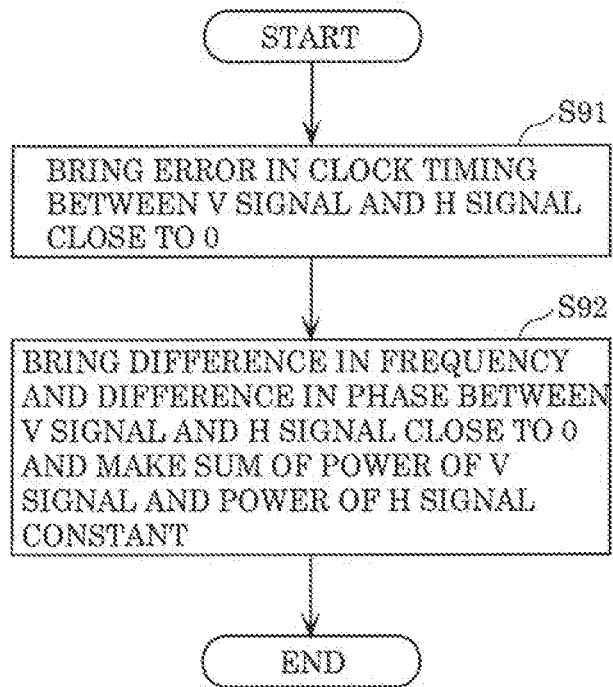 START
S91
BRING ERROR IN CLOCK TIMING
BETWEEN V SIGNAL AND H SIGNAL
CLOSE TO 0
S92
BRING DIFFERENCE IN FREQUENCY
AND DIFFERENCE IN PHASE BETWEEN
V SIGNAL AND H SIGNAL CLOSE TO 0
AND MAKE SUM OF POWER OF V
SIGNAL AND POWER OF H SIGNAL
CONSTANT
END